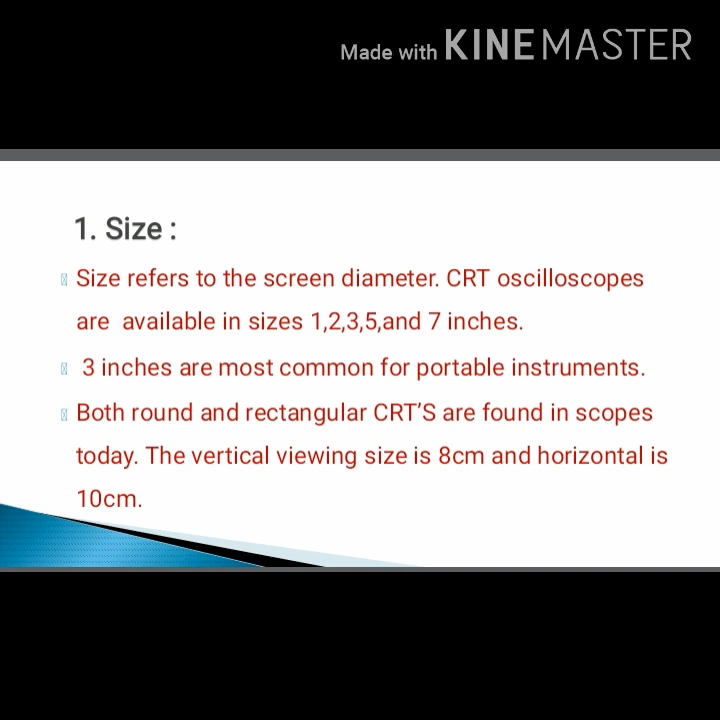 Made with KINEMASTER
1. Size :
Size refers to the screen diameter. CRT oscilloscopes
are  available in sizes 1,2,3,5,and 7 inches.
3 inches are most common for portable instruments.
Both round and rectangular CRT’S are found in scopes
today. The vertical viewing size is 8cm and horizontal is
10cm.